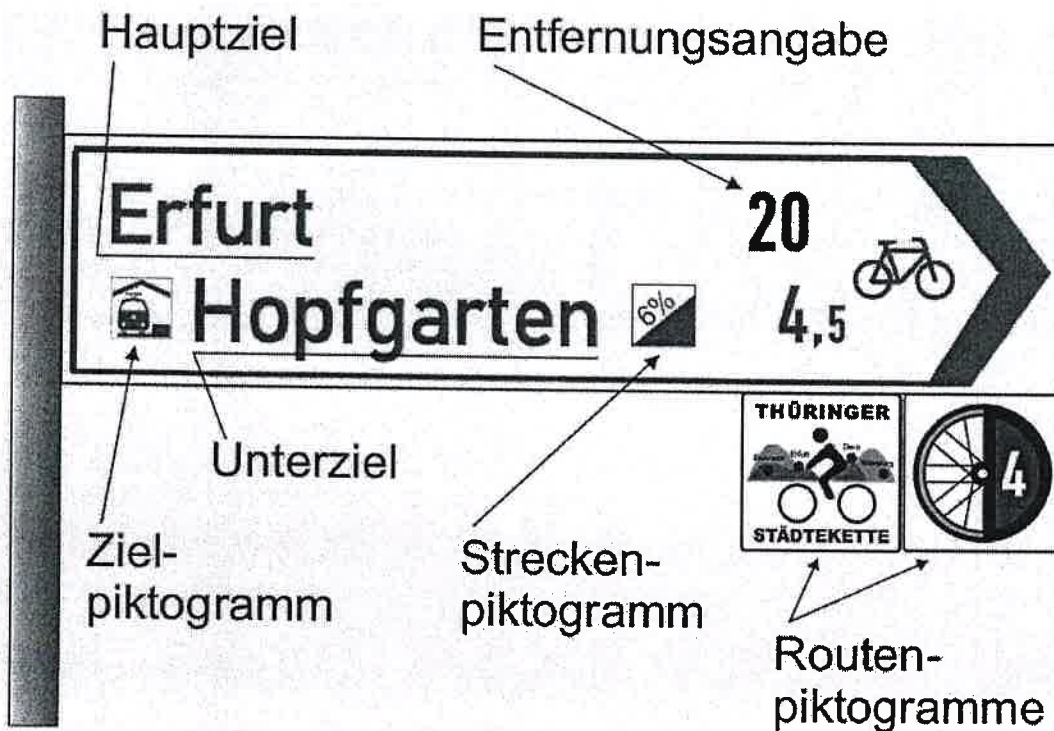 Hauptziel Entfernungsangabe
Erfurt 20
Hopfgarten 6% 4,5
THÜRINGER
4
STÄDTEKETTE
Unterziel
Ziel-
piktogramm
Strecken-
piktogramm
Routen-
piktogramme